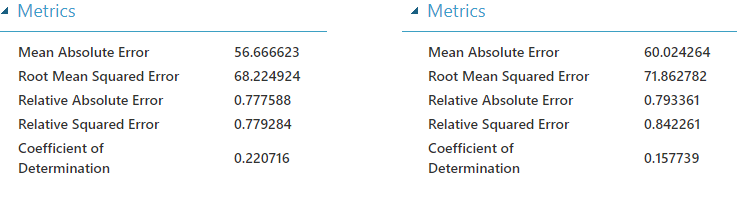 Metrics
Mean Absolute Error 56.666623
Root Mean Squared Error 68.224924
Relative Absolute Error 0.777588
Relative Squared Error 0.779284
Coefficient of
Determination 0.220716
Metrics
Mean Absolute Error 60.024264
Root Mean Squared Error 71.862782
Relative Absolute Error 0.793361
Relative Squared Error 0.842261
Coefficient of
Determination 0.157739